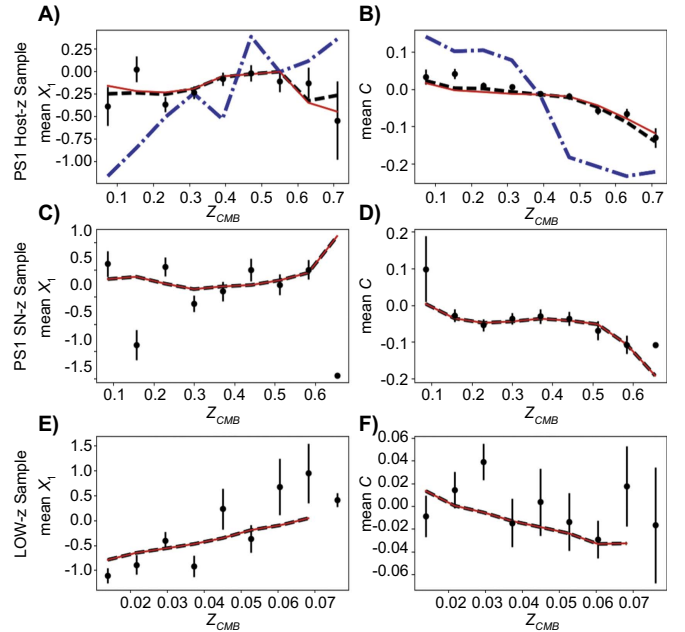 A)
B)
PS1 Host-z Sample
mean X₁
0.25
0.00
-0.25
-0.50
-0.75
-1.00
0.1 0.2 0.3 0.4 0.5 0.6 0.7
Z_CMB
mean C
0.1
0.0
-0.1
-0.2
0.1 0.2 0.3 0.4 0.5 0.6 0.7
Z_CMB
C)
D)
PS1 SN-z Sample
mean X₁
1.0
0.5
0.0
-0.5
-1.0
-1.5
0.1 0.2 0.3 0.4 0.5 0.6
Z_CMB
mean C
0.2
0.1
0.0
-0.1
-0.2
0.1 0.2 0.3 0.4 0.5 0.6
Z_CMB
E)
F)
LOW-z Sample
mean X₁
1.5
1.0
0.5
0.0
-0.5
-1.0
0.02 0.03 0.04 0.05 0.06 0.07
Z_CMB
mean C
0.06
0.04
0.02
0.00
-0.02
-0.04
-0.06
0.02 0.03 0.04 0.05 0.06 0.07
Z_CMB